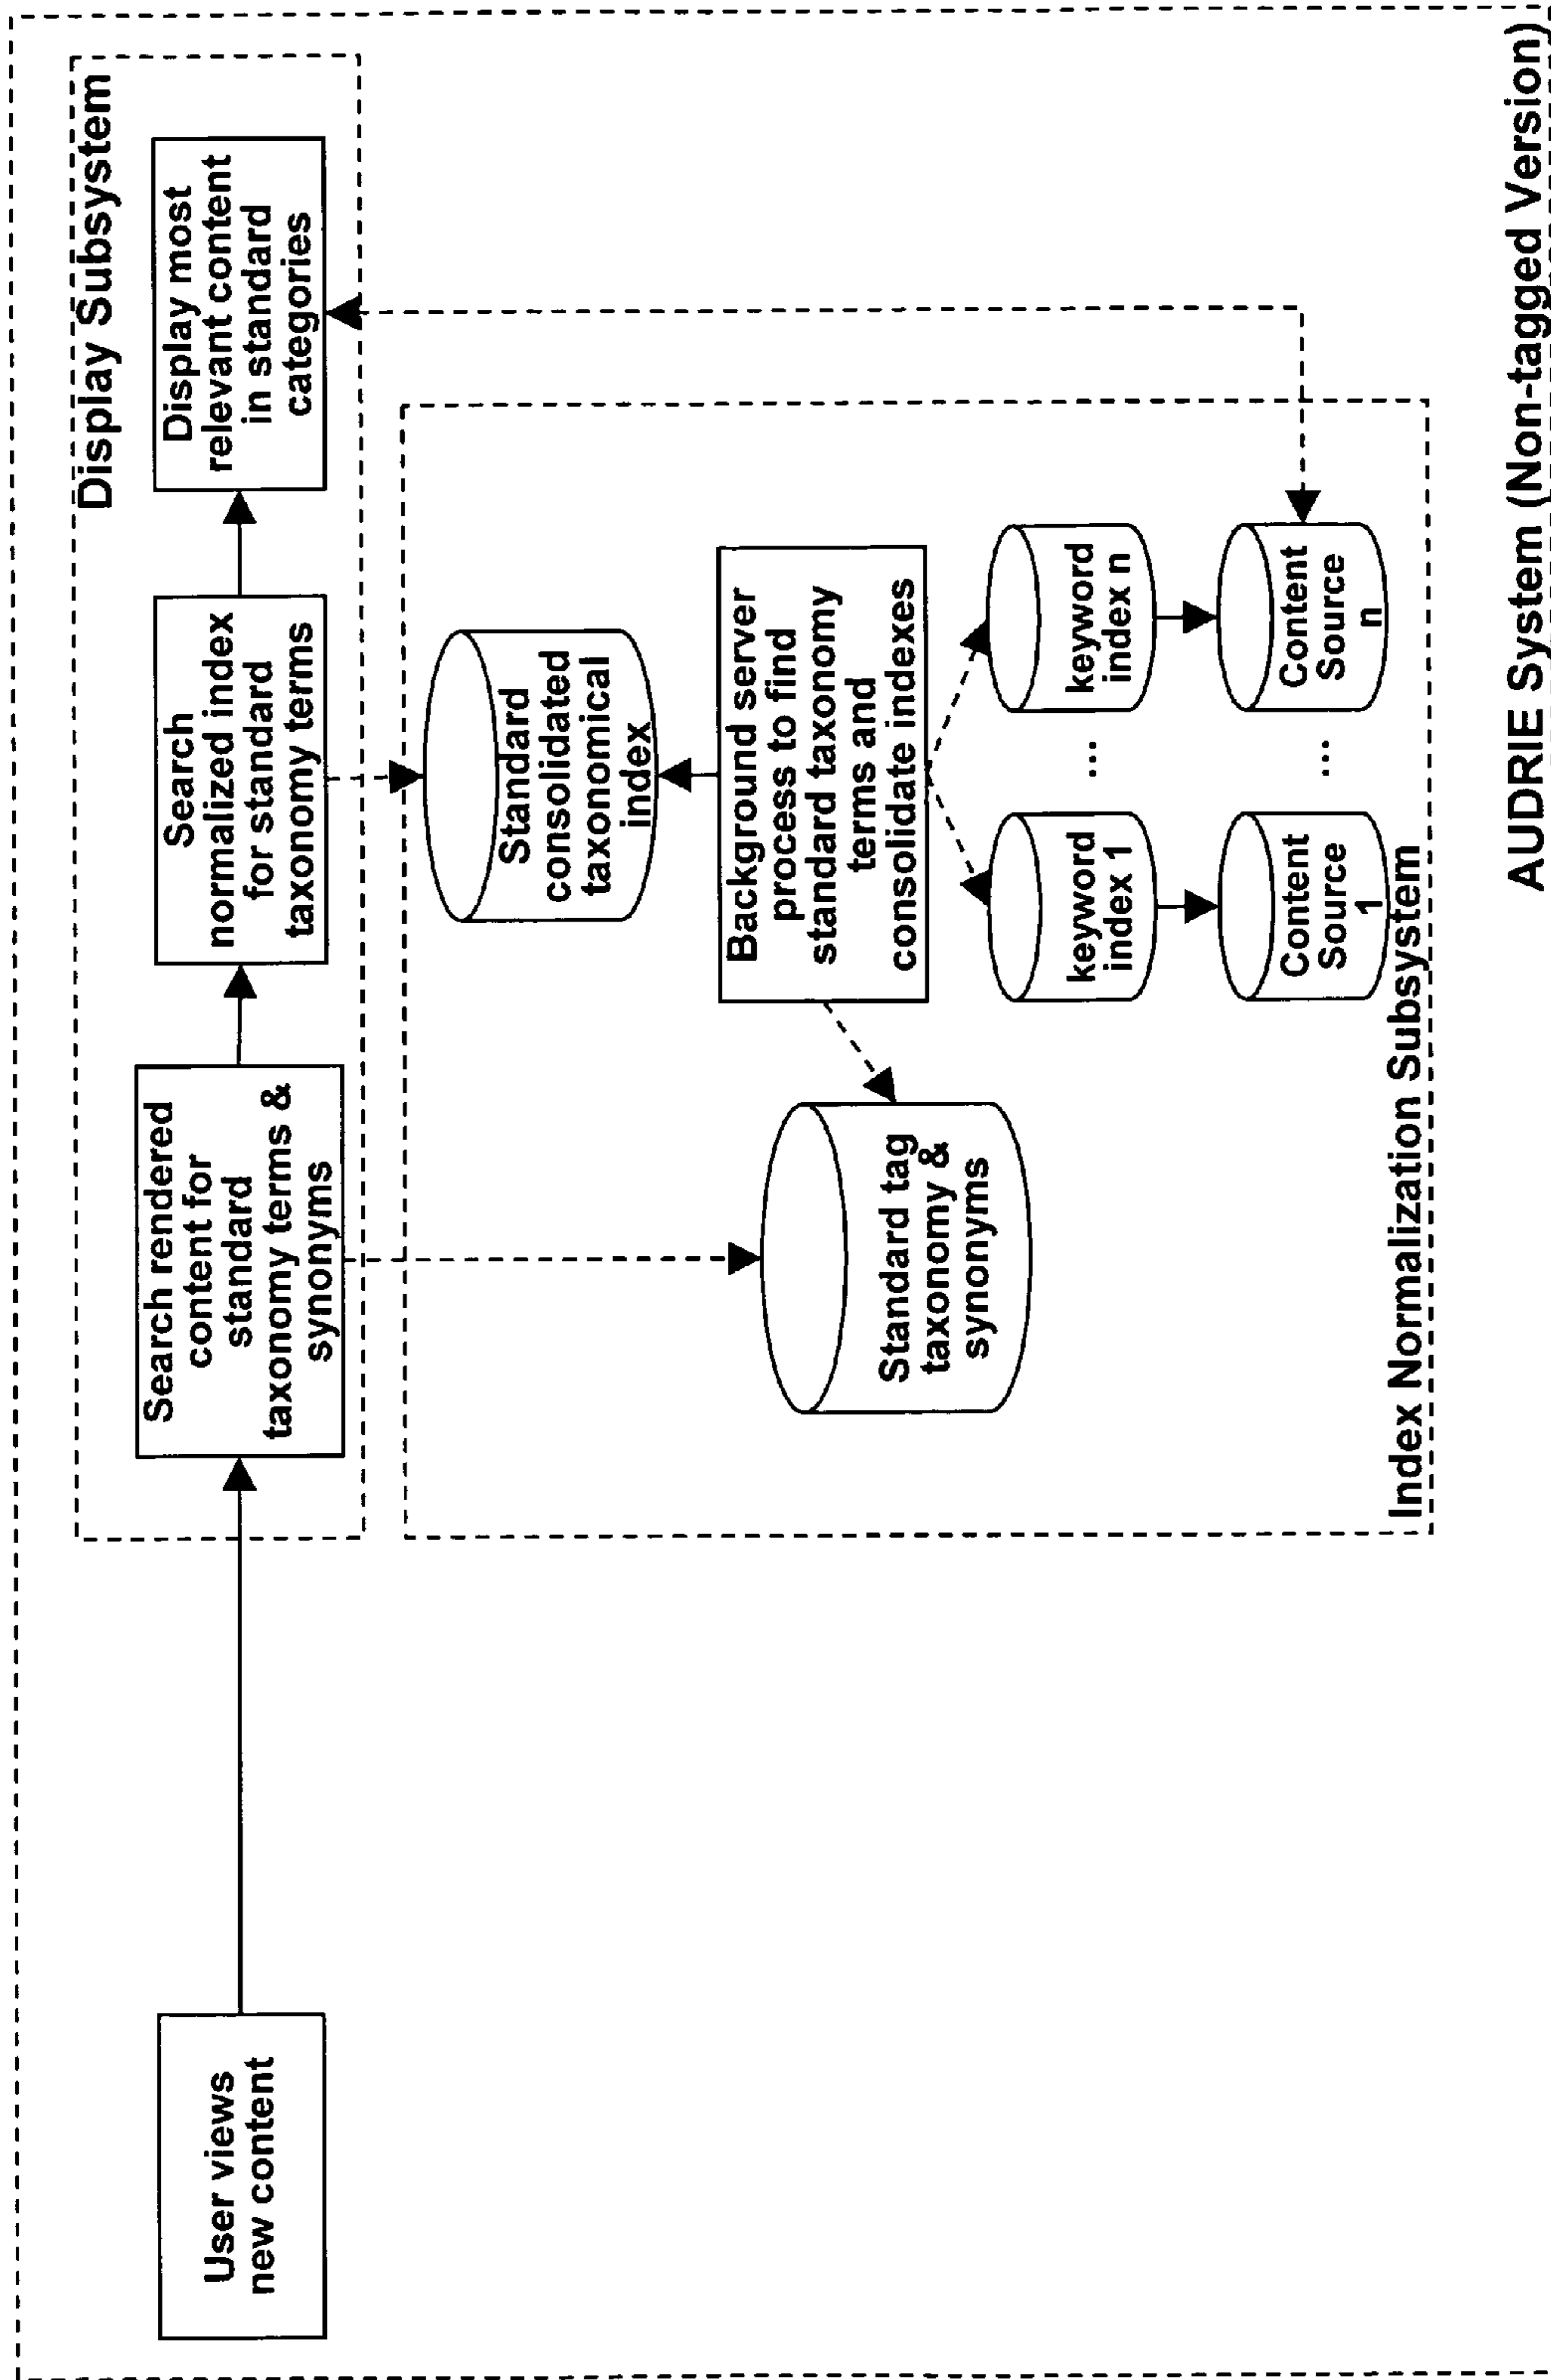 Display Subsystem
User views
new content
Search rendered
content for
standard
taxonomy terms &
synonyms
Search
normalized index
for standard
taxonomy terms
Display most
relevant content
in standard
categories
Standard tag
taxonomy &
synonyms
Standard
consolidated
taxonomical
index
Background server
process to find
standard taxonomy
terms and
consolidate indexes
keyword
index 1
...
keyword
index n
Content
Source
1
...
Content
Source
n
Index Normalization Subsystem
AUDRIE System (Non-tagged Version)